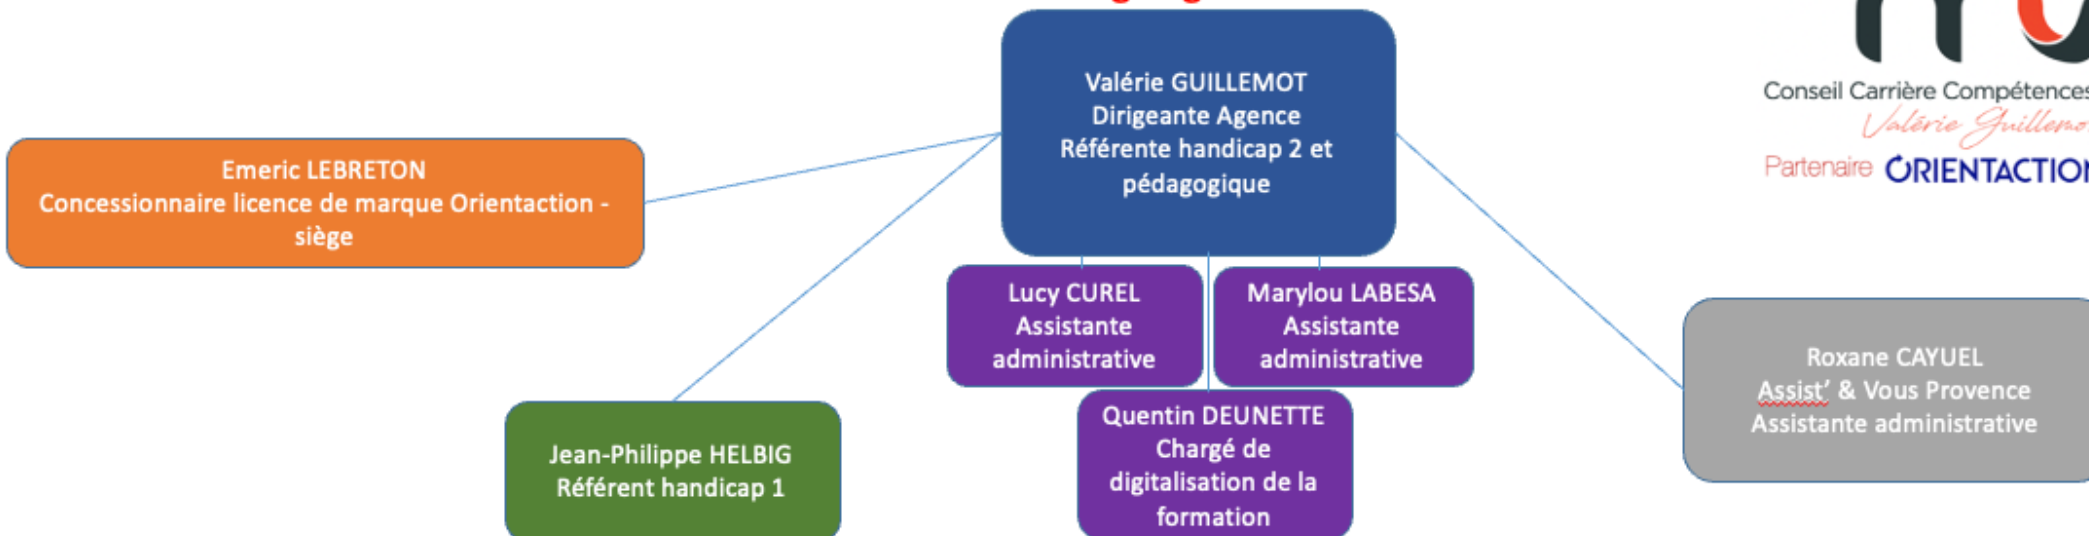 Valérie GUILLEMOT
Dirigeante Agence
Référente handicap 2 et
pédagogique
Conseil Carrière Compétences
Valérie Guillemot
Partenaire ORIENTACTION
Emeric LEBRETON
Concessionnaire licence de marque Orientaction -
siège
Lucy CUREL
Assistante
administrative
Marylou LABESA
Assistante
administrative
Roxane CAYUEL
Assist' & Vous Provence
Assistante administrative
Jean-Philippe HELBIG
Référent handicap 1
Quentin DEUNETTE
Chargé de
digitalisation de la
formation